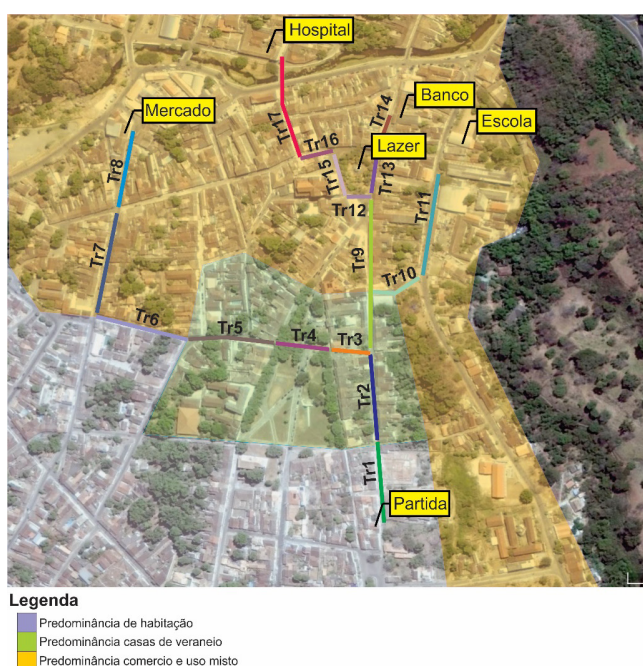 Hospital
Banco
Mercado
Escola
Tr14
Tr17
Tr16
Lazer
Tr15
Tr13
Tr8
Tr12
Tr11
Tr7
Tr9
Tr10
Tr6
Tr5
Tr4
Tr3
Tr2
Tr1
Partida
Legenda
Predominância de habitação
Predominância casas de veraneio
Predominância comercio e uso misto